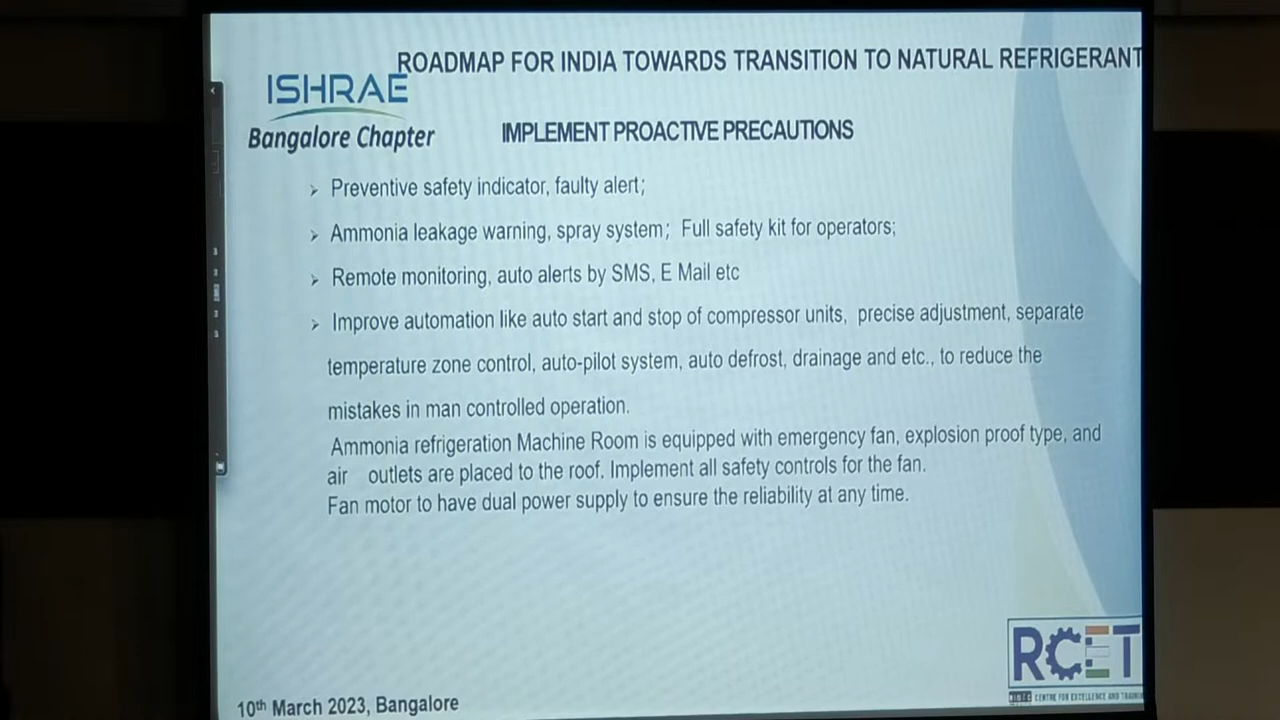 ROADMAP FOR INDIA TOWARDS TRANSITION TO NATURAL REFRIGERANT
ISHRAE
Bangalore Chapter
IMPLEMENT PROACTIVE PRECAUTIONS
➢ Preventive safety indicator, faulty alert;
➢ Ammonia leakage warning, spray system; Full safety kit for operators;
➢ Remote monitoring, auto alerts by SMS, E Mail etc
➢ Improve automation like auto start and stop of compressor units, precise adjustment, separate
temperature zone control, auto-pilot system, auto defrost, drainage and etc., to reduce the
mistakes in man controlled operation.
Ammonia refrigeration Machine Room is equipped with emergency fan, explosion proof type, and
air outlets are placed to the roof. Implement all safety controls for the fan.
Fan motor to have dual power supply to ensure the reliability at any time.
RCET
CENTRE FOR EXCELLENCE AND
10th March 2023, Bangalore